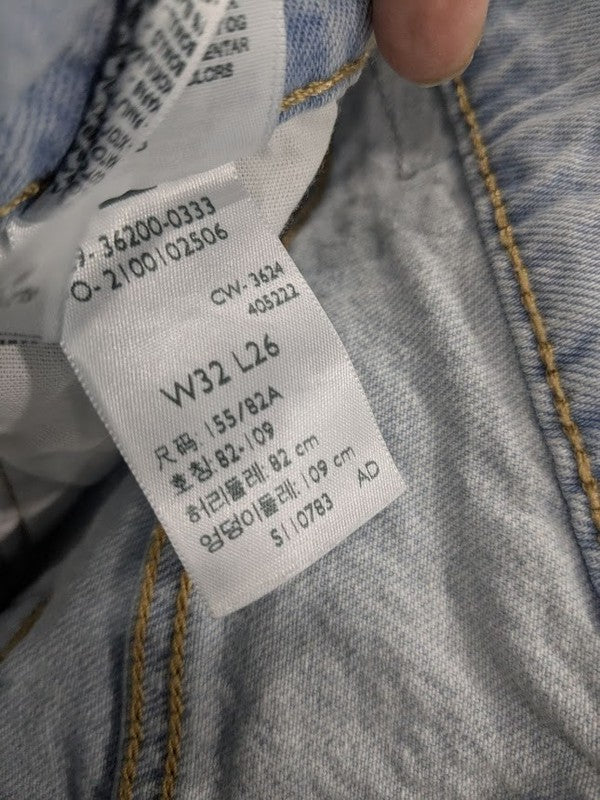 ENTAR
36200-0333
O-2100102506
CW- 3624
405222
W32 L26
尺码: 155/82A
호칭: 82-109
허리둘레: 82 cm
엉덩이둘레: 109 cm
S110783 AD